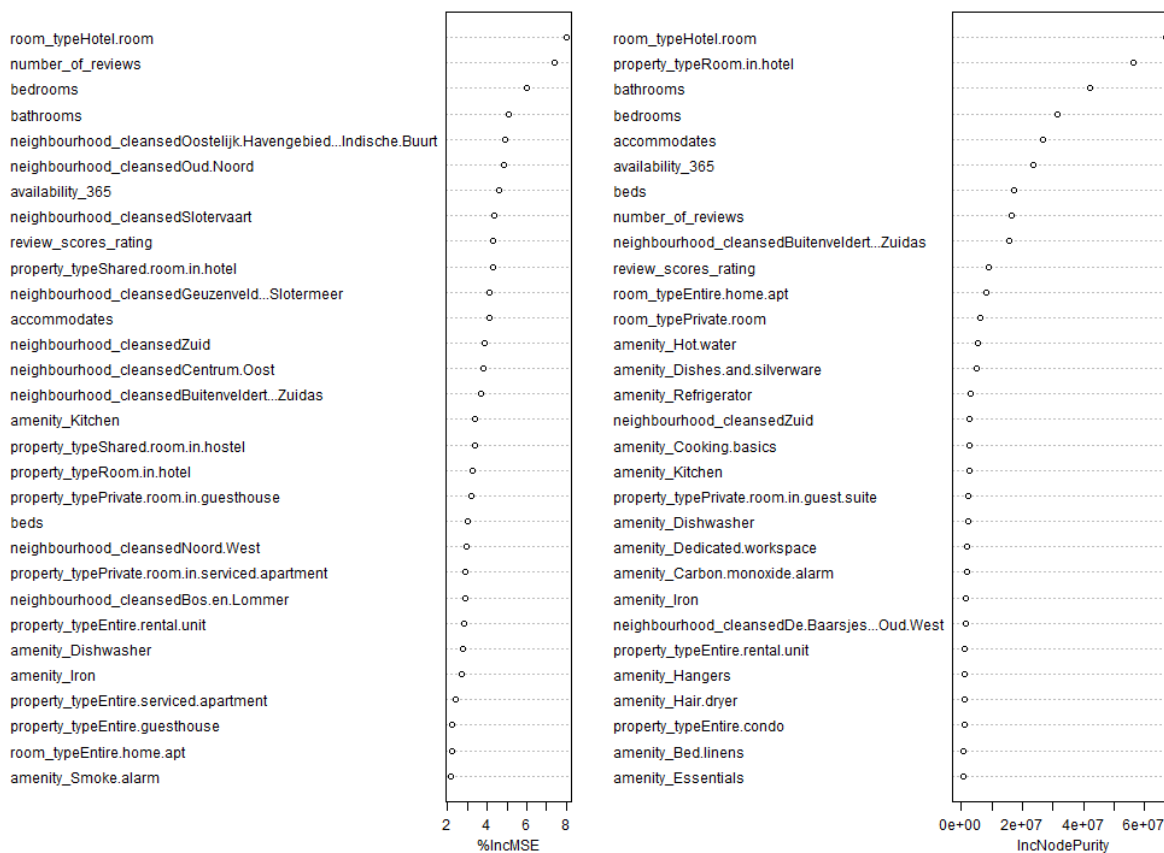 room_typeHotel.room
number_of_reviews
bedrooms
bathrooms
neighbourhood_cleansedOostelijk.Havengebied...Indische.Buurt
neighbourhood_cleansedOud.Noord
availability_365
neighbourhood_cleansedSlotervaart
review_scores_rating
property_typeShared.room.in.hotel
neighbourhood_cleansedGeuzenveld...Slotermeer
accommodates
neighbourhood_cleansedZuid
neighbourhood_cleansedCentrum.Oost
neighbourhood_cleansedBuitenveldert...Zuidas
amenity_Kitchen
property_typeShared.room.in.hostel
property_typeRoom.in.hotel
property_typePrivate.room.in.guesthouse
beds
neighbourhood_cleansedNoord.West
property_typePrivate.room.in.serviced.apartment
neighbourhood_cleansedBos.en.Lommer
property_typeEntire.rental.unit
amenity_Dishwasher
amenity_Iron
property_typeEntire.serviced.apartment
property_typeEntire.guesthouse
room_typeEntire.home.apt
amenity_Smoke.alarm
2 4 6 8
%IncMSE
room_typeHotel.room
property_typeRoom.in.hotel
bathrooms
bedrooms
accommodates
availability_365
beds
number_of_reviews
neighbourhood_cleansedBuitenveldert...Zuidas
review_scores_rating
room_typeEntire.home.apt
room_typePrivate.room
amenity_Hot.water
amenity_Dishes.and.silverware
amenity_Refrigerator
neighbourhood_cleansedZuid
amenity_Cooking.basics
amenity_Kitchen
property_typePrivate.room.in.guest.suite
amenity_Dishwasher
amenity_Dedicated.workspace
amenity_Carbon.monoxide.alarm
amenity_Iron
neighbourhood_cleansedDe.Baarsjes...Oud.West
property_typeEntire.rental.unit
amenity_Hangers
amenity_Hair.dryer
property_typeEntire.condo
amenity_Bed.linens
amenity_Essentials
0e+00 2e+07 4e+07 6e+07
IncNodePurity